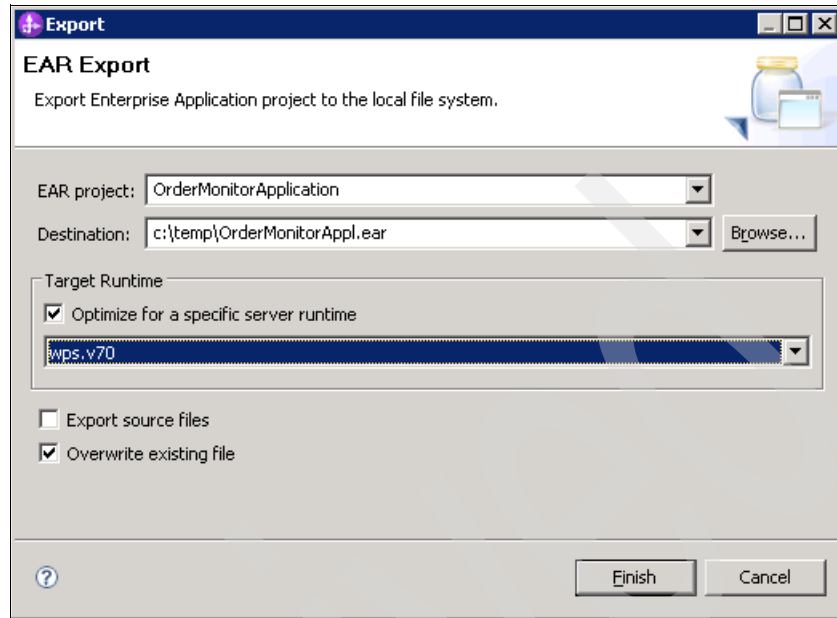 Export
EAR Export
Export Enterprise Application project to the local file system.
EAR project: OrderMonitorApplication
Destination: c:\temp\OrderMonitorAppl.ear Browse...
Target Runtime
Optimize for a specific server runtime
wps.v70
Export source files
Overwrite existing file
? Finish Cancel